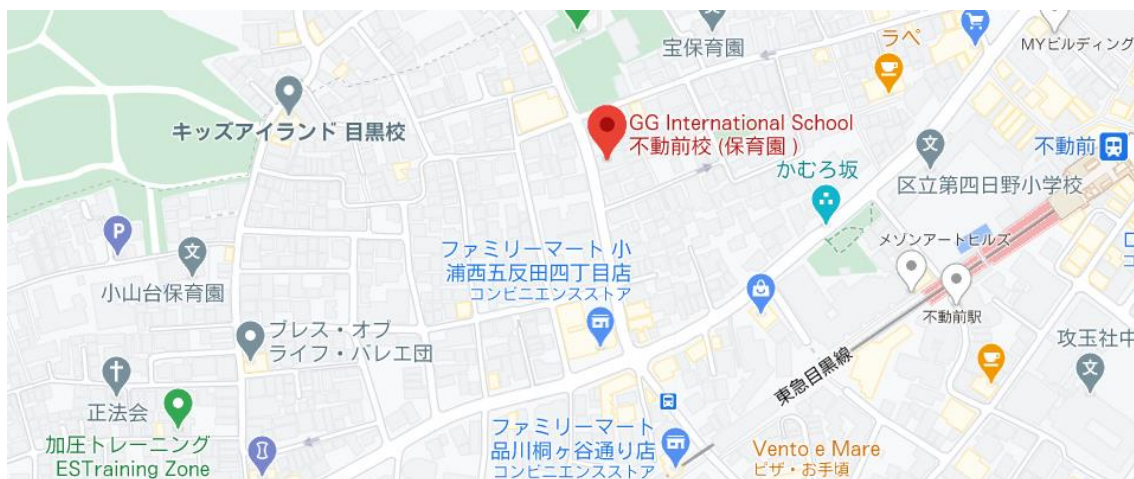 宝保育園
ラペ
MYビルディング
キッズアイランド 目黒校
GG International School
不動前校 (保育園 )
かむろ坂
区立第四日野小学校
不動前
メゾンアートヒルズ
不動前駅
ファミリーマート 小
浦西五反田四丁目店
コンビニエンスストア
P
小山台保育園
ブレス・オブ
ライフ・バレエ団
東急目黒線
攻玉社中
正法会
加圧トレーニング
ESTraining Zone
ファミリーマート
品川桐ヶ谷通り店
コンビニエンスストア
Vento e Mare
ピザ・お手頃
文
文
文